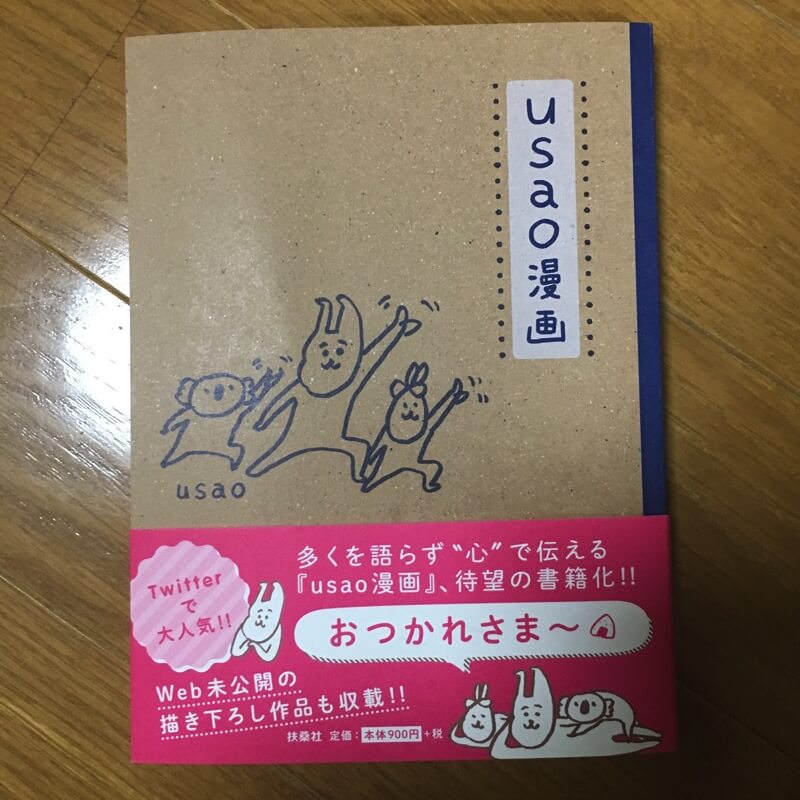 usao漫画
usao
多くを語らず“心”で伝える
『usao漫画』、待望の書籍化!!
Twitter
で
大人気!!
おつかれさま〜
Web未公開の
描き下ろし作品も収載!!
扶桑社 定価：本体900円+税